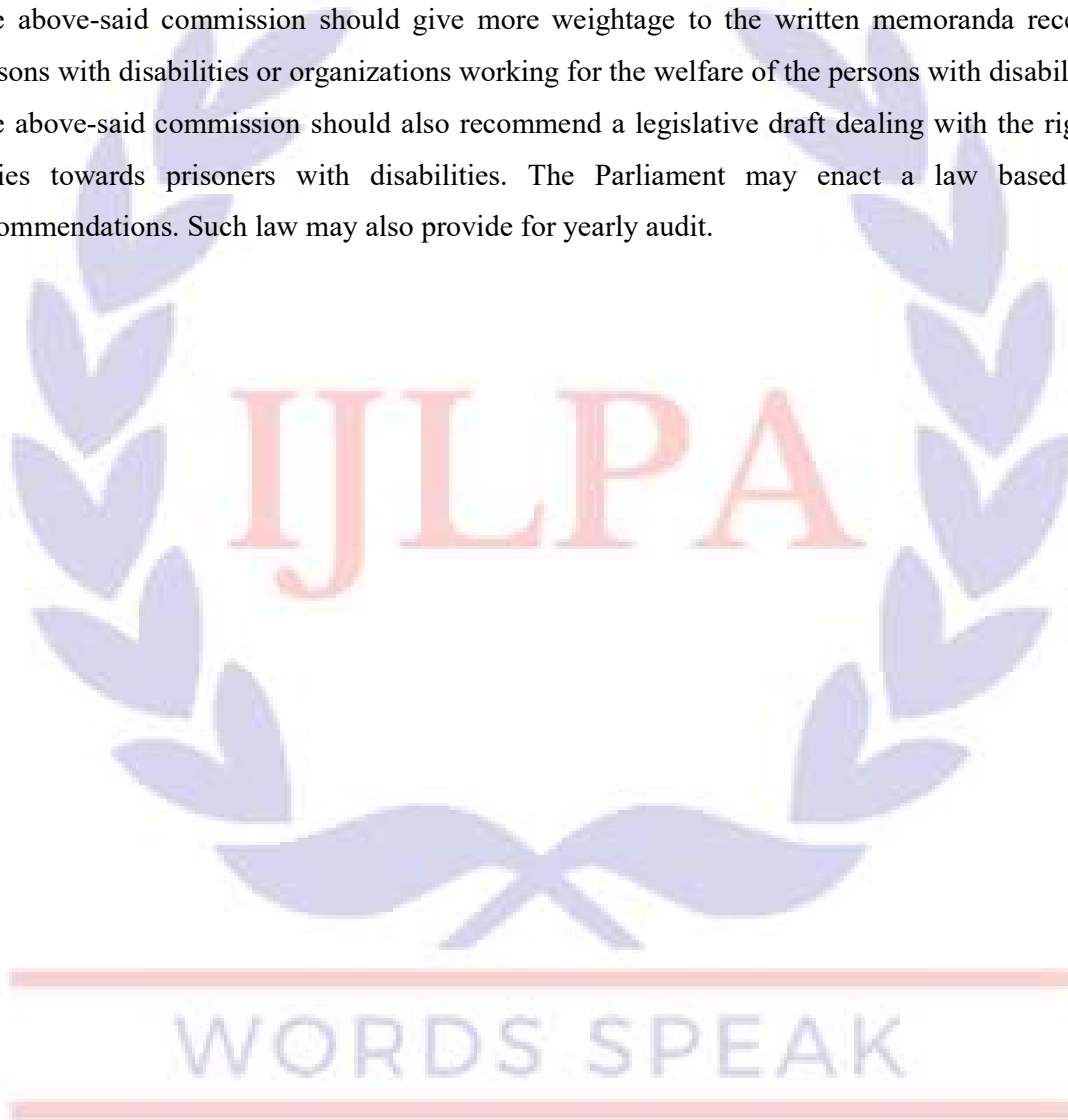 above-said commission should give more weightage to the written memoranda
with disabilities or organizations working for the welfare of the persons with
above-said commission should also recommend a legislative draft dealing with the
towards prisoners with disabilities. The Parliament may enact a law based
Such law may also provide for yearly audit.
IJLPA
WORDS SPEAK